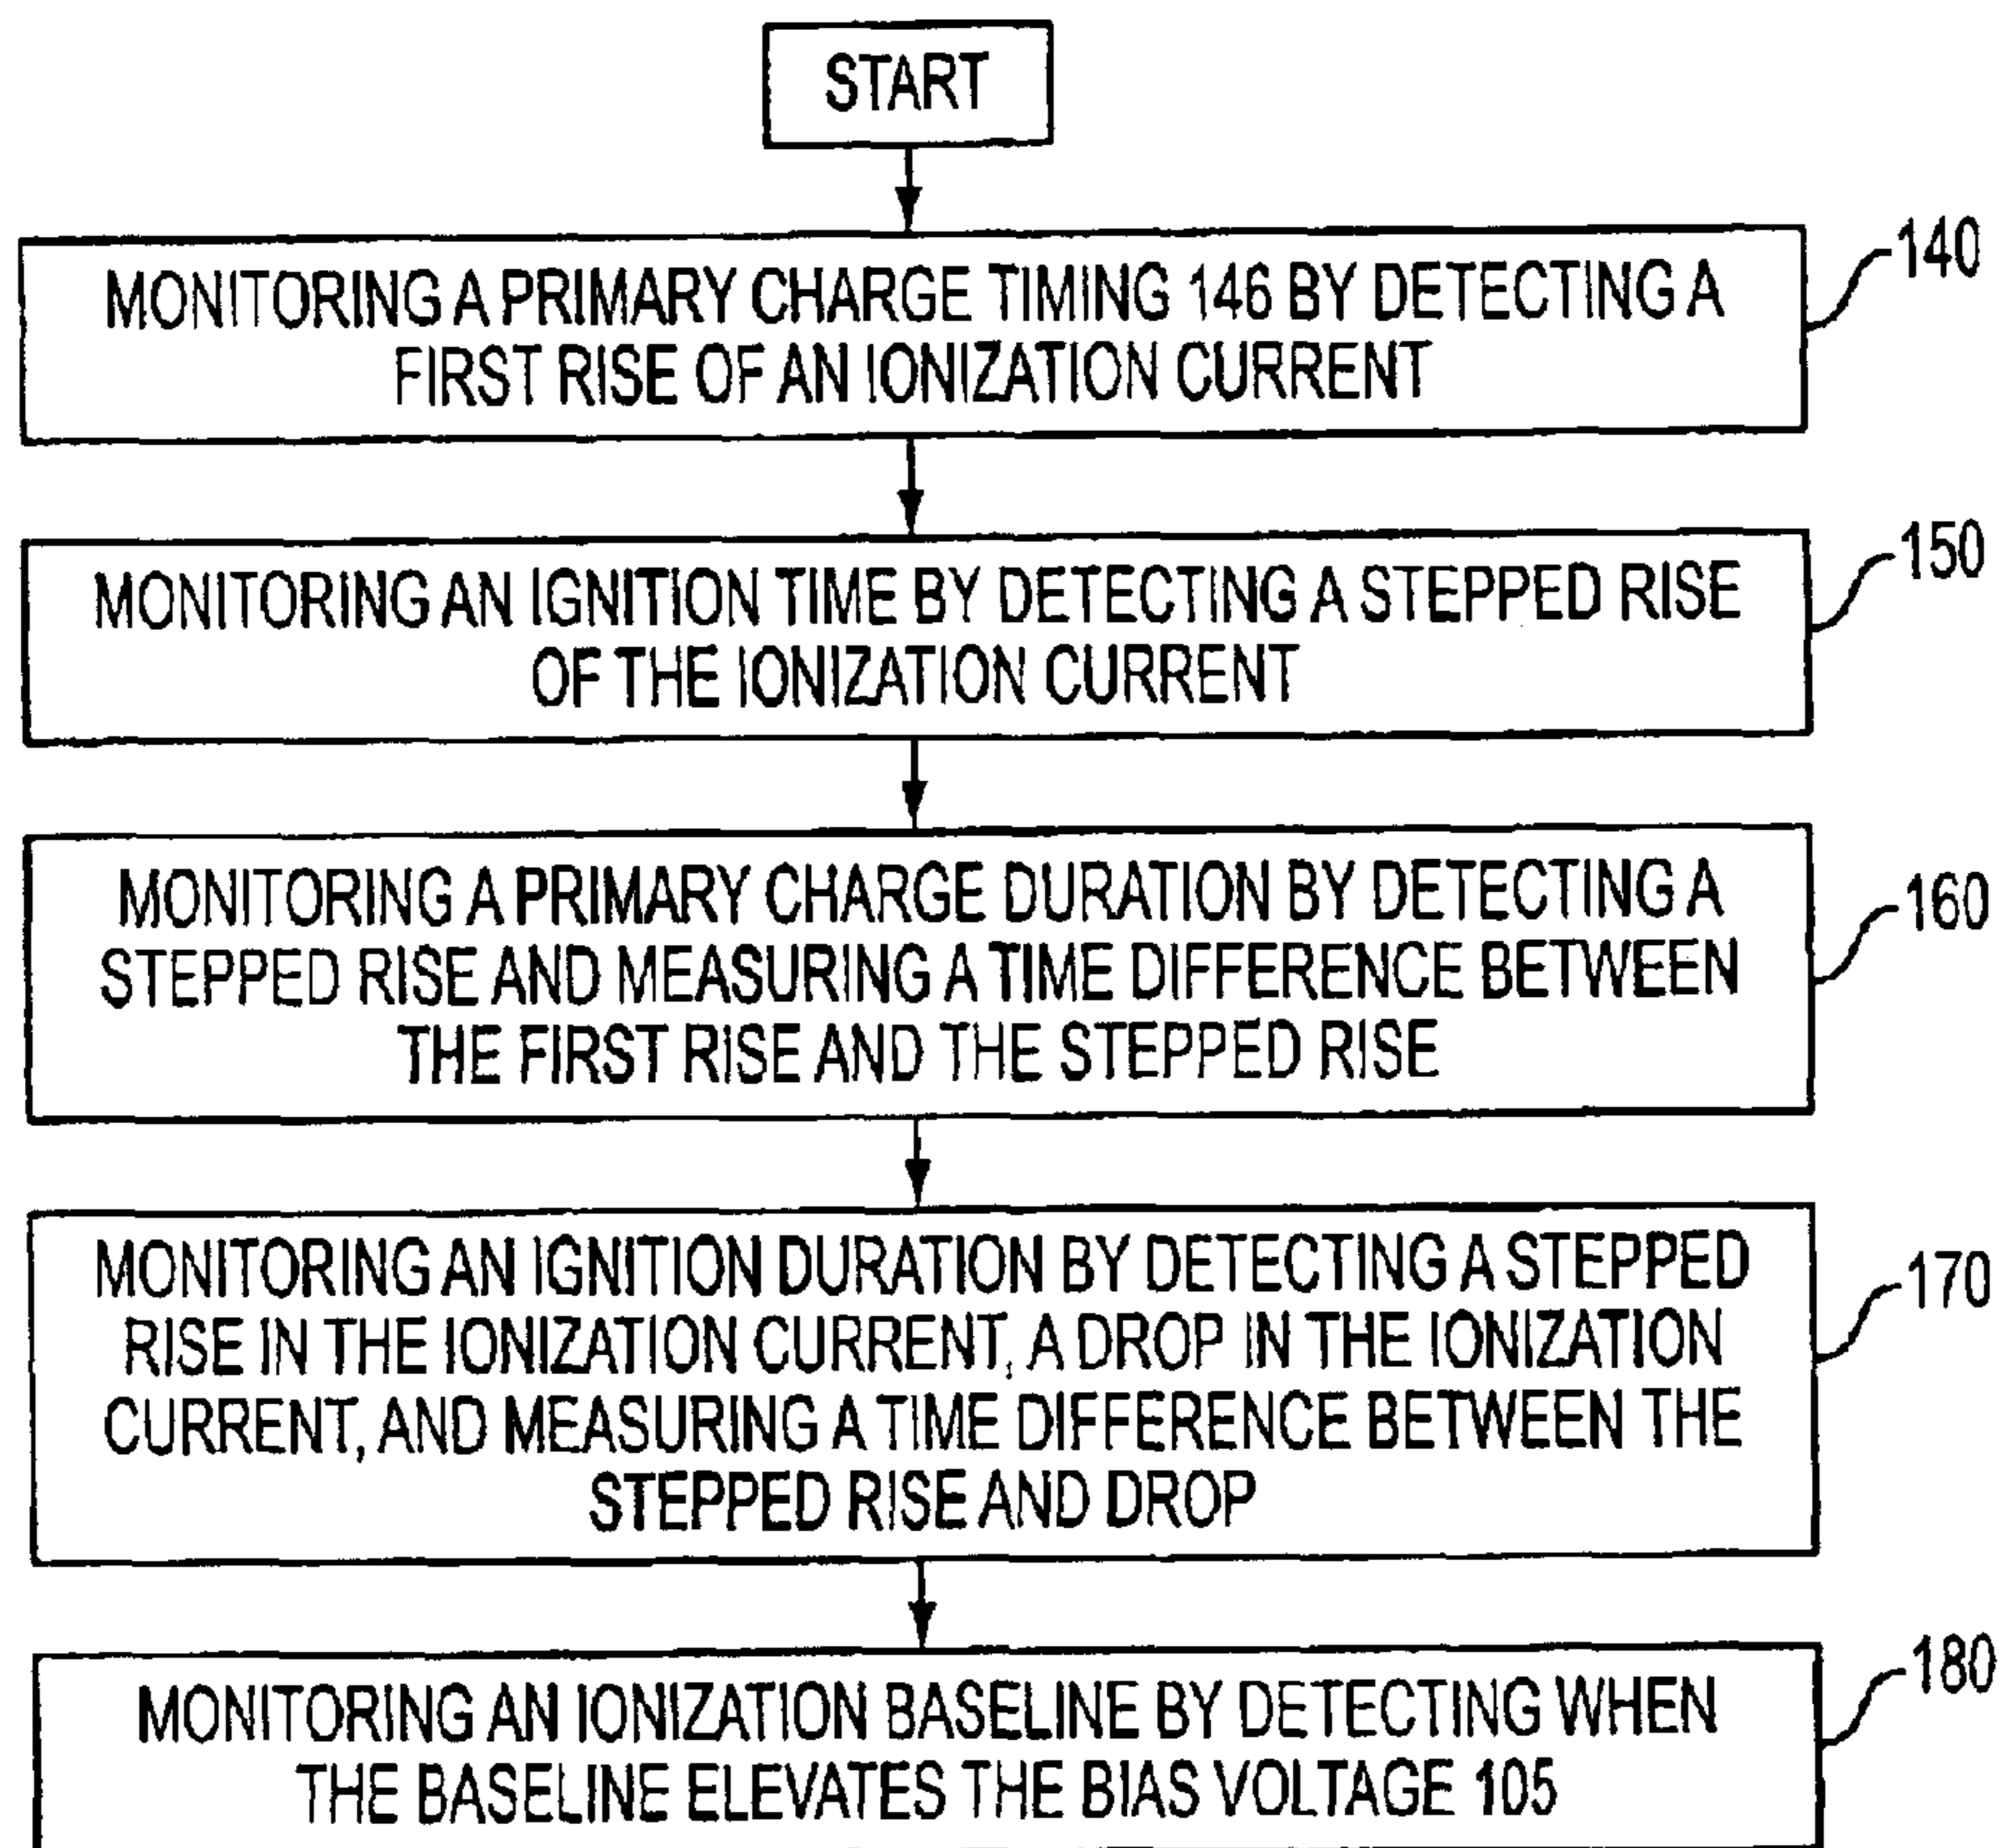 START
MONITORING A PRIMARY CHARGE TIMING 146 BY DETECTING A
FIRST RISE OF AN IONIZATION CURRENT
140
MONITORING AN IGNITION TIME BY DETECTING A STEPPED RISE
OF THE IONIZATION CURRENT
150
MONITORING A PRIMARY CHARGE DURATION BY DETECTING A
STEPPED RISE AND MEASURING A TIME DIFFERENCE BETWEEN
THE FIRST RISE AND THE STEPPED RISE
160
MONITORING AN IGNITION DURATION BY DETECTING A STEPPED
RISE IN THE IONIZATION CURRENT, A DROP IN THE IONIZATION
CURRENT, AND MEASURING A TIME DIFFERENCE BETWEEN THE
STEPPED RISE AND DROP
170
MONITORING AN IONIZATION BASELINE BY DETECTING WHEN
THE BASELINE ELEVATES THE BIAS VOLTAGE 105
180